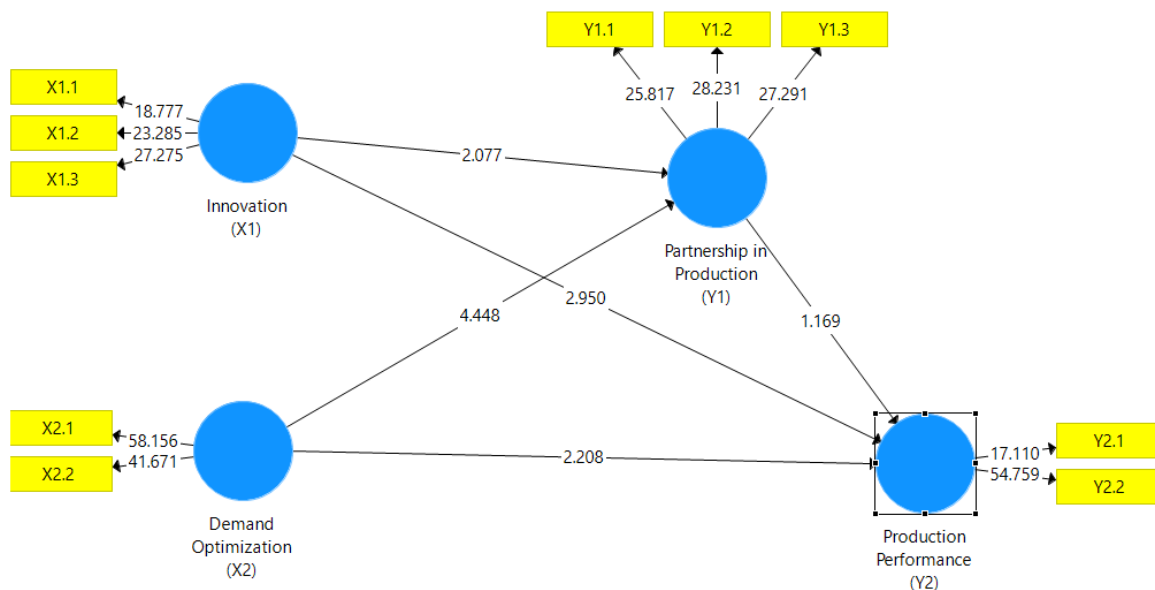 Y1.1
Y1.2
Y1.3
25.817
28.231
27.291
X1.1
X1.2
X1.3
18.777
23.285
27.275
Innovation
(X1)
2.077
Partnership in
Production
(Y1)
2.950
4.448
1.169
X2.1
X2.2
58.156
41.671
2.208
Demand
Optimization
(X2)
17.110
54.759
Y2.1
Y2.2
Production
Performance
(Y2)